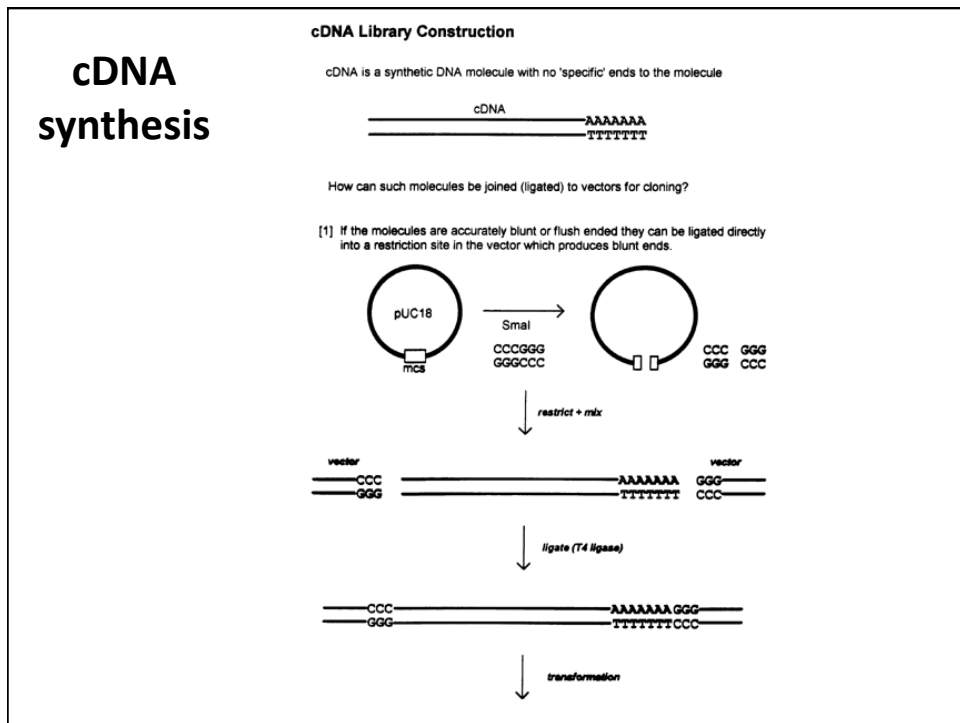 cDNA
synthesis
cDNA Library Construction
cDNA is a synthetic DNA molecule with no 'specific' ends to the molecule
cDNA
AAAAAAA
TTTTTTT
How can such molecules be joined (ligated) to vectors for cloning?
[1] If the molecules are accurately blunt or flush ended they can be ligated directly
into a restriction site in the vector which produces blunt ends.
pUC18
mcs
SmaI
CCCGGG
GGGCCC
CCC GGG
GGG CCC
restrict + mix
vector vector
CCC AAAAAAA GGG
GGG TTTTTTT CCC
ligate (T4 ligase)
CCC AAAAAAAGGG
GGG TTTTTTTCCC
transformation